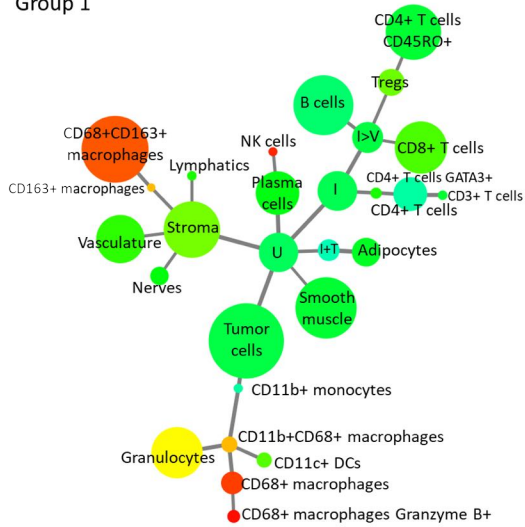 Group 1
CD4+ T cells
CD45RO+
Tregs
B cells
I>V
CD8+ T cells
NK cells
CD68+CD163+
macrophages
Lymphatics
CD163+ macrophages
Plasma
cells
I
CD4+ T cells GATA3+
CD3+ T cells
CD4+ T cells
Stroma
Vasculature
U
I+T
Adipocytes
Nerves
Smooth
muscle
Tumor
cells
CD11b+ monocytes
CD11b+CD68+ macrophages
Granulocytes
CD11c+ DCs
CD68+ macrophages
CD68+ macrophages Granzyme B+